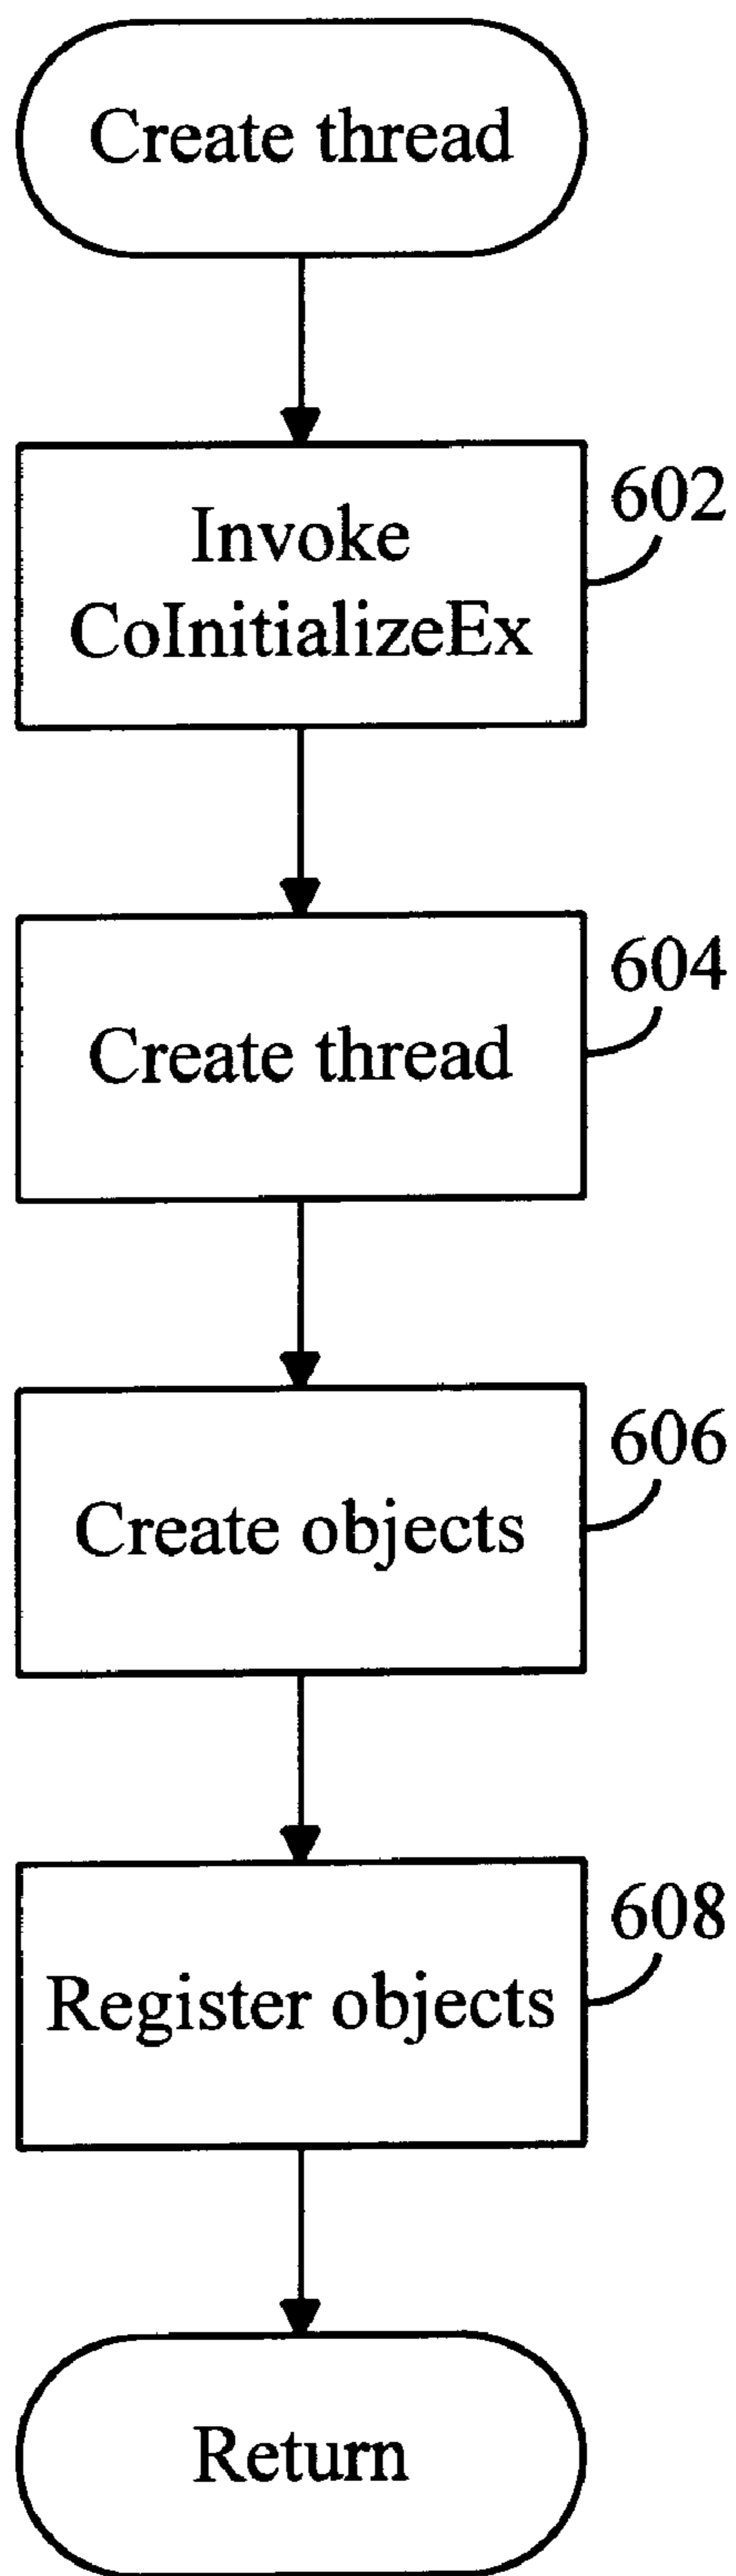 Create thread
602
Invoke
CoInitializeEx
604
Create thread
606
Create objects
608
Register objects
Return